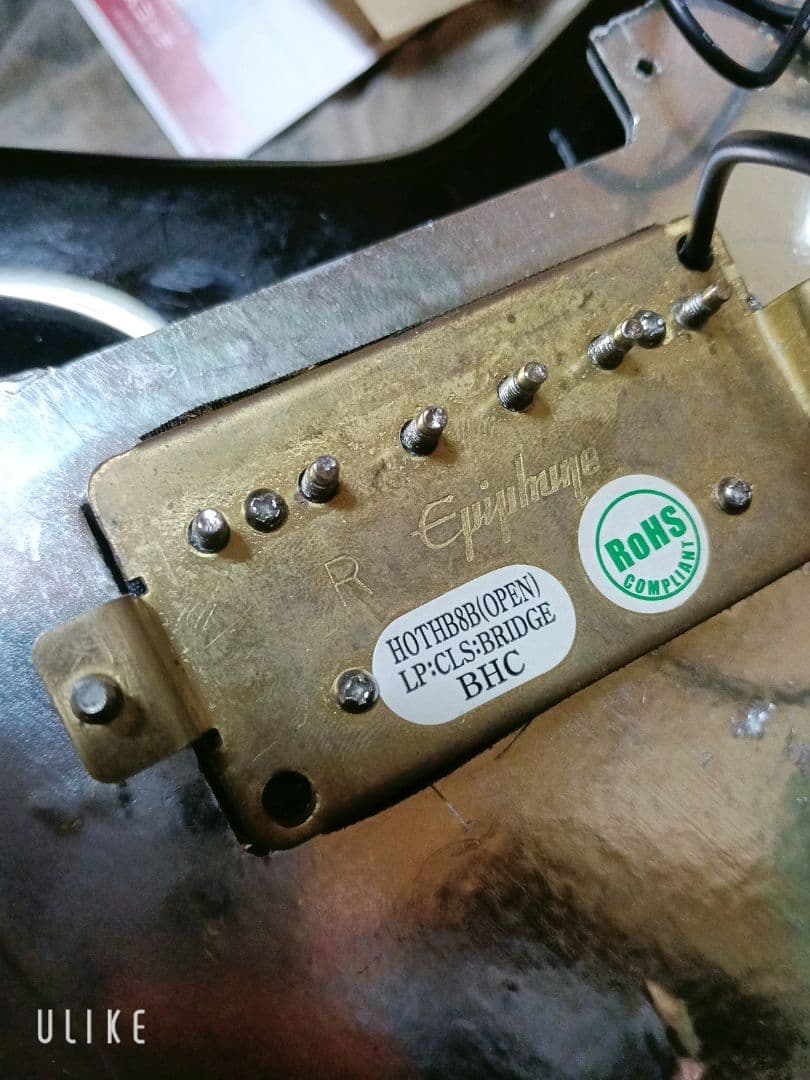 Epiphone
R
HOTHB8B(OPEN)
LP:CLS:BRIDGE
BHC
RoHS
COMPLIANT
ULIKE